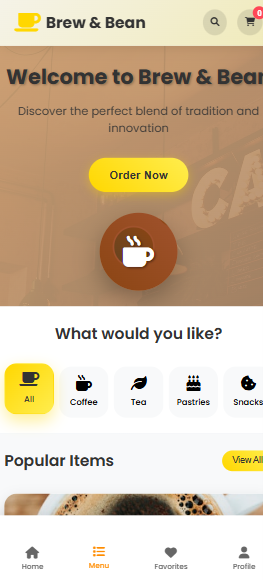 Brew & Bean
0
Welcome to Brew & Bean
Discover the perfect blend of tradition and
innovation
Order Now
CA
What would you like?
All
Coffee
Tea
Pastries
Snacks
Popular Items
View All
Home
Menu
Favorites
Profile